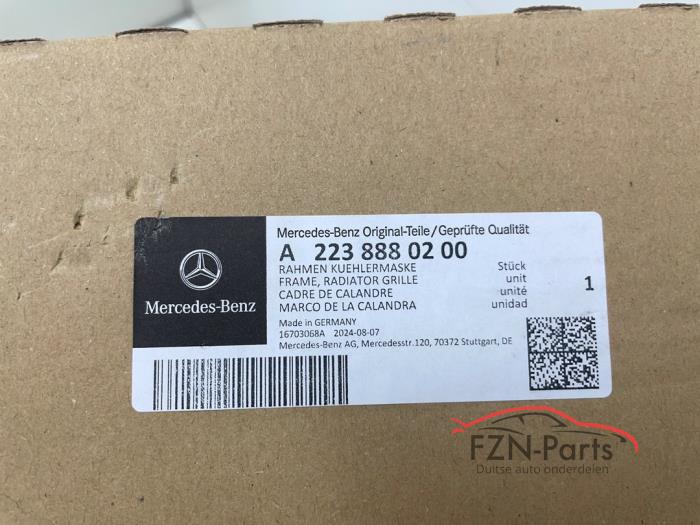 Mercedes-Benz Original-Teile/Geprüfte Qualität
A 223 888 02 00
RAHMEN KUEHLERMASKE Stück
FRAME, RADIATOR GRILLE unit
CADRE DE CALANDRE unité
MARCO DE LA CALANDRA unidad
1
Made in GERMANY
16703068A 2024-08-07
Mercedes-Benz AG, Mercedesstr.120, 70372 Stuttgart, DE
Mercedes-Benz
FZN-Parts
Duitse auto onderdelen